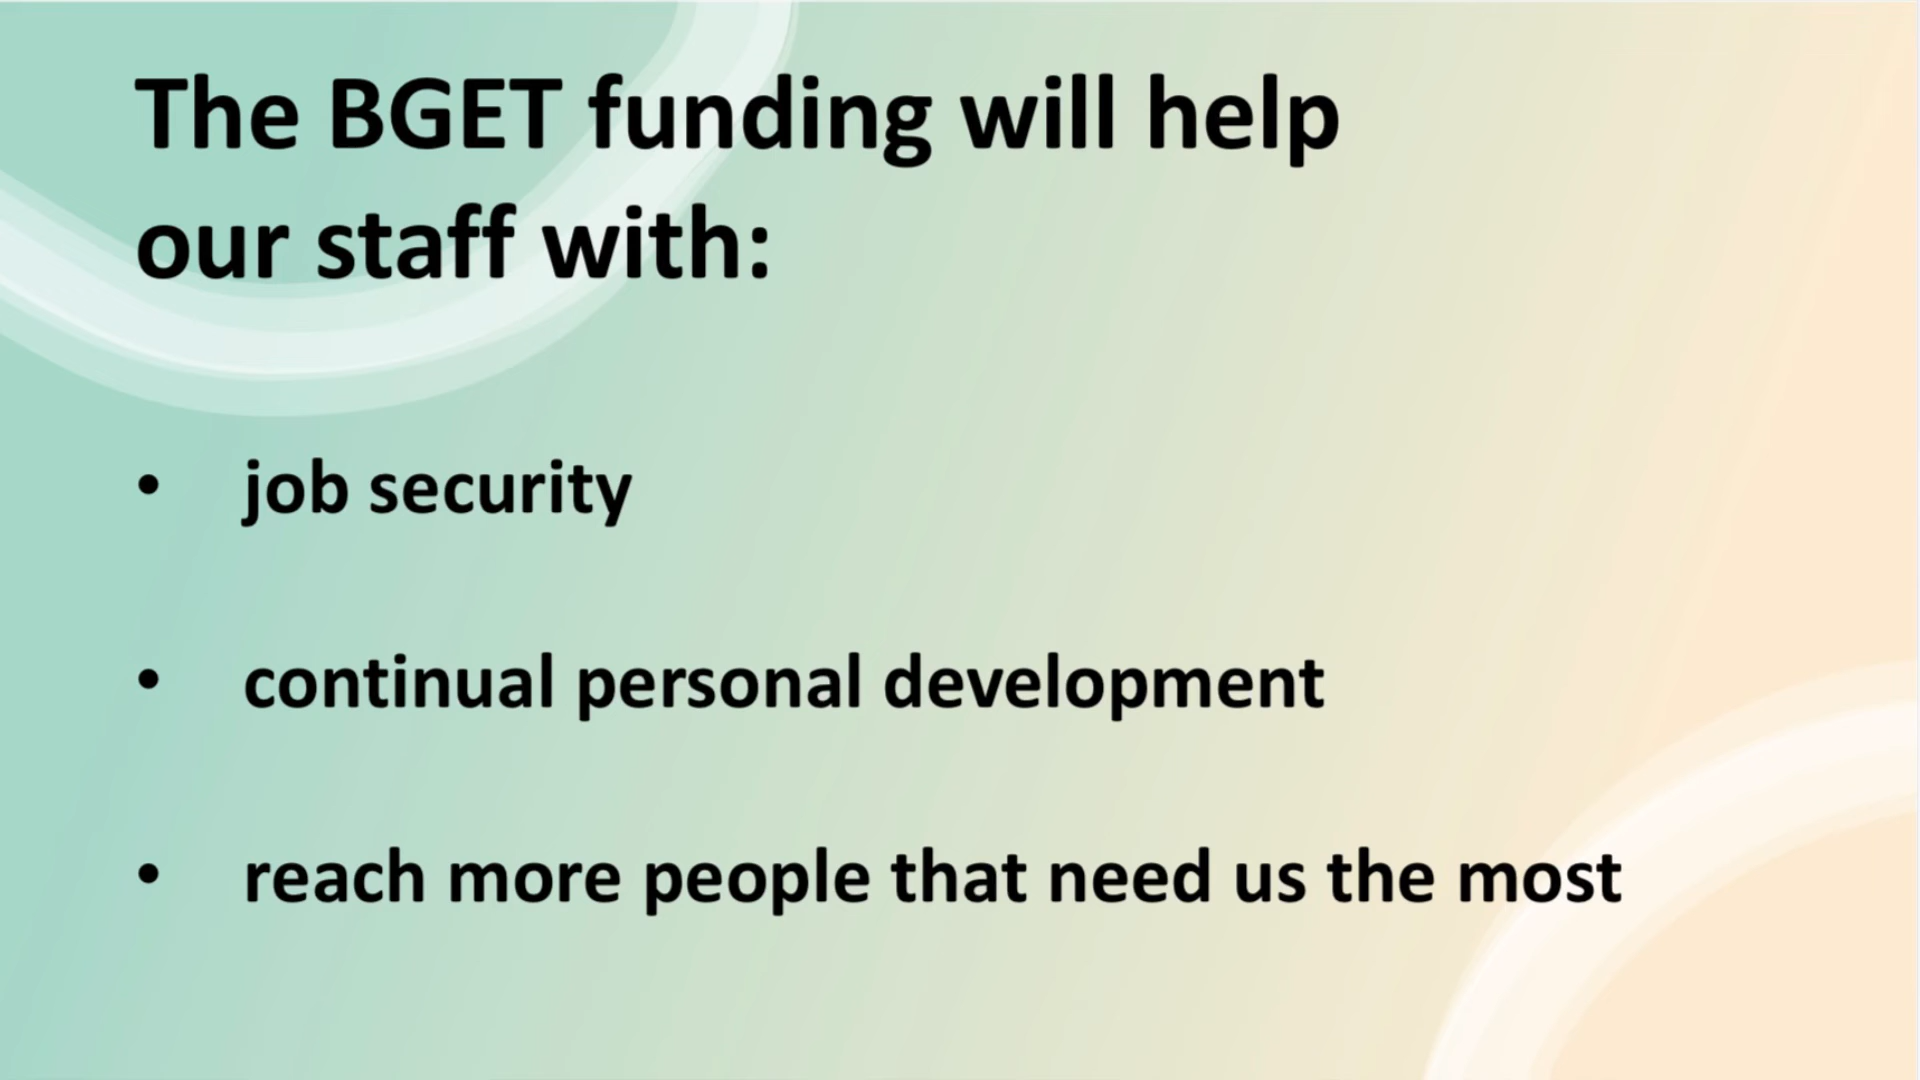 The BGET funding will help
our staff with:
• job security
• continual personal development
• reach more people that need us the most